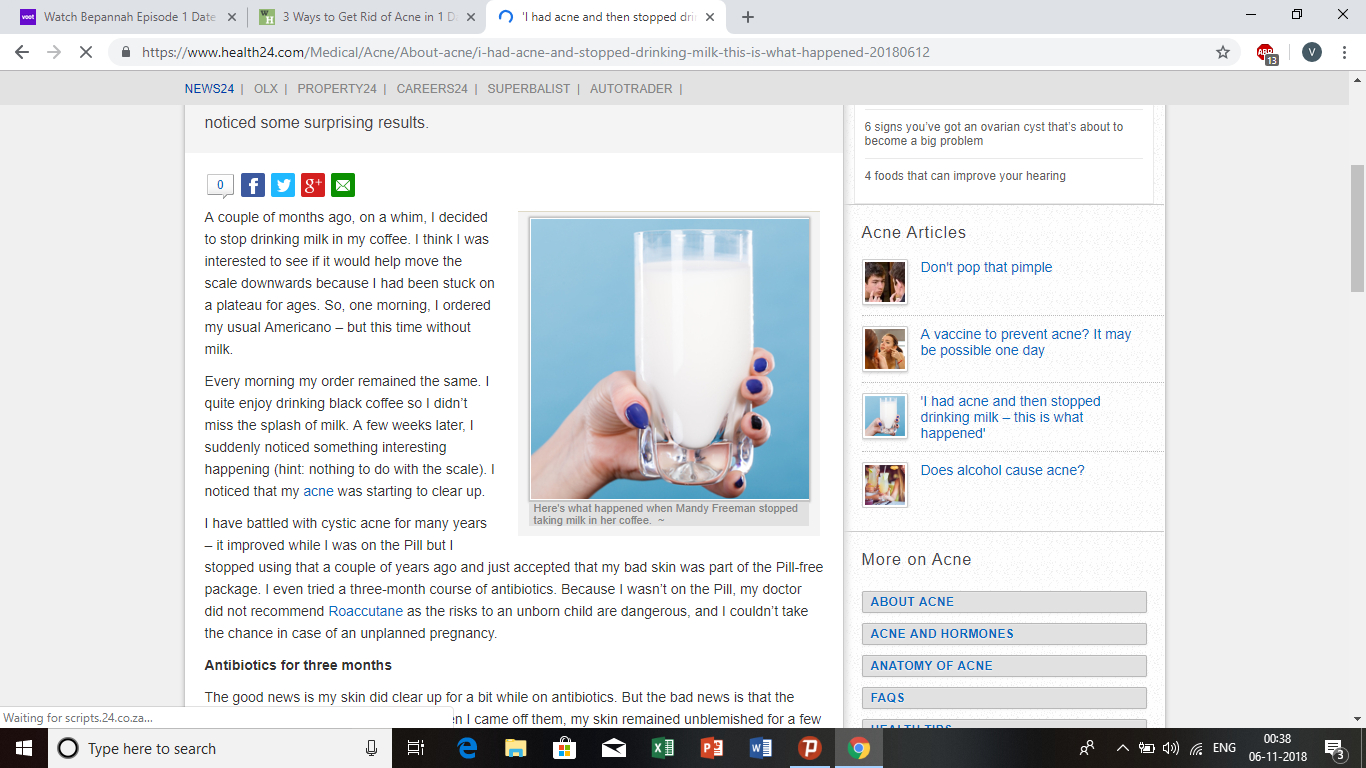 Watch Bepannah Episode 1 Date
3 Ways to Get Rid of Acne in 1 D
'I had acne and then stopped dri
https://www.health24.com/Medical/Acne/About-acne/i-had-acne-and-stopped-drinking-milk-this-is-what-happened-20180612
ABP
13
V
NEWS24 | OLX | PROPERTY24 | CAREERS24 | SUPERBALIST | AUTOTRADER |
noticed some surprising results.
0
A couple of months ago, on a whim, I decided
to stop drinking milk in my coffee. I think I was
interested to see if it would help move the
scale downwards because I had been stuck on
a plateau for ages. So, one morning, I ordered
my usual Americano – but this time without
milk.
Every morning my order remained the same. I
quite enjoy drinking black coffee so I didn't
miss the splash of milk. A few weeks later, I
suddenly noticed something interesting
happening (hint: nothing to do with the scale). I
noticed that my acne was starting to clear up.
Here's what happened when Mandy Freeman stopped
taking milk in her coffee. ~
I have battled with cystic acne for many years
– it improved while I was on the Pill but I
stopped using that a couple of years ago and just accepted that my bad skin was part of the Pill-free
package. I even tried a three-month course of antibiotics. Because I wasn't on the Pill, my doctor
did not recommend Roaccutane as the risks to an unborn child are dangerous, and I couldn't take
the chance in case of an unplanned pregnancy.
Antibiotics for three months
The good news is my skin did clear up for a bit while on antibiotics. But the bad news is that the
n I came off them, my skin remained unblemished for a few
6 signs you've got an ovarian cyst that's about to
become a big problem
4 foods that can improve your hearing
Acne Articles
Don't pop that pimple
A vaccine to prevent acne? It may
be possible one day
'I had acne and then stopped
drinking milk – this is what
happened'
Does alcohol cause acne?
More on Acne
ABOUT ACNE
ACNE AND HORMONES
ANATOMY OF ACNE
FAQS
HEALTH TIPS
Waiting for scripts.24.co.za...
Type here to search
ENG
00:38
06-11-2018
3